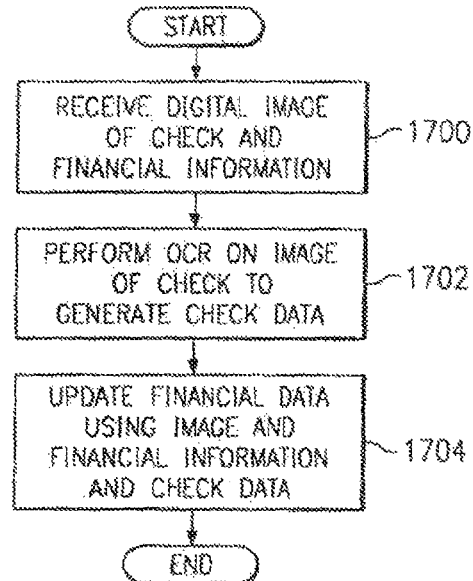 START
RECEIVE DIGITAL IMAGE
OF CHECK AND
FINANCIAL INFORMATION
1700
PERFORM OCR ON IMAGE
OF CHECK TO
GENERATE CHECK DATA
1702
UPDATE FINANCIAL DATA
USING IMAGE AND
FINANCIAL INFORMATION
AND CHECK DATA
1704
END